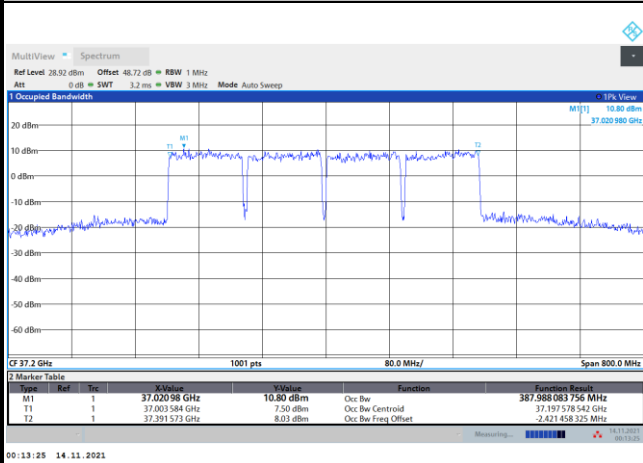 MultiView Spectrum
Ref Level 28.92 dBm Offset 48.72 dB RBW 1 MHz
Att 0 dB SWT 3.2 ms VBW 3 MHz Mode Auto Sweep
1 Occupied Bandwidth 1Pk View
M1[1] 10.80 dBm
37.020 980 GHz
20 dBm
M1
T1
T2
10 dBm
0 dBm
-10 dBm
-20 dBm
-30 dBm
-40 dBm
-50 dBm
-60 dBm
CF 37.2 GHz 1001 pts 80.0 MHz/ Span 800.0 MHz
2 Marker Table
Type Ref Trc X-Value Y-Value Function Function Result
M1 1 37.020 98 GHz 10.80 dBm Occ Bw 387.988 083 756 MHz
T1 1 37.003 584 GHz 7.50 dBm Occ Bw Centroid 37.197 578 542 GHz
T2 1 37.391 573 GHz 8.03 dBm Occ Bw Freq Offset -2.421 458 325 MHz
Measuring... 14.11.2021
00:13:25
00:13:25 14.11.2021